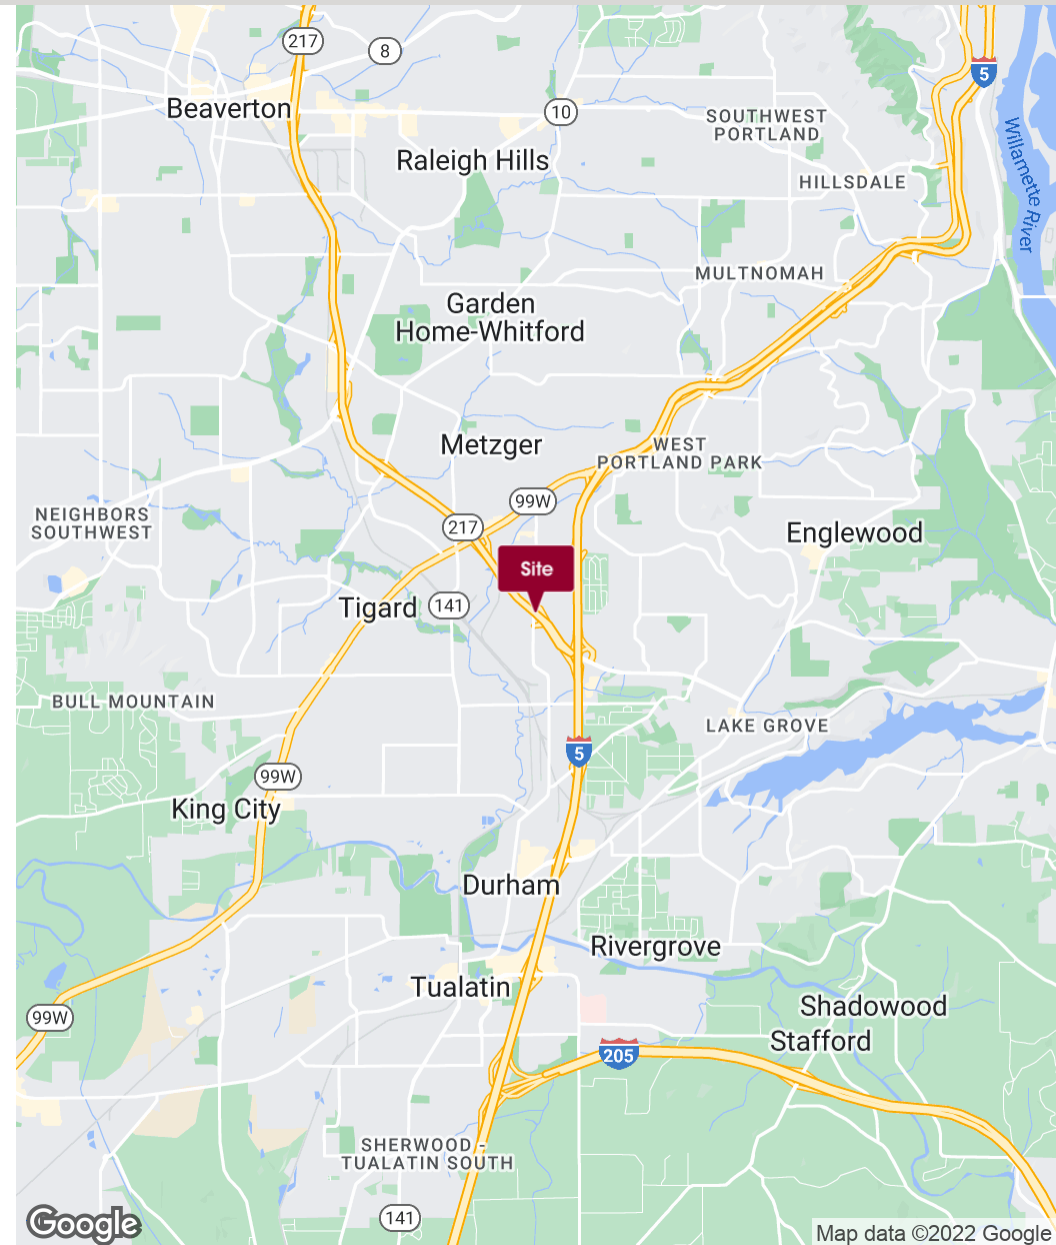 217
8
5
Beaverton
10
SOUTHWEST
PORTLAND
Willamette River
Raleigh Hills
HILLSDALE
MULTNOMAH
Garden
Home-Whitford
Metzger
WEST
PORTLAND PARK
99W
NEIGHBORS
SOUTHWEST
217
Englewood
Site
Tigard
141
BULL MOUNTAIN
LAKE GROVE
5
99W
King City
Durham
Rivergrove
Tualatin
Shadowood
99W
Stafford
205
SHERWOOD -
TUALATIN SOUTH
141
Google
Map data ©2022 Google